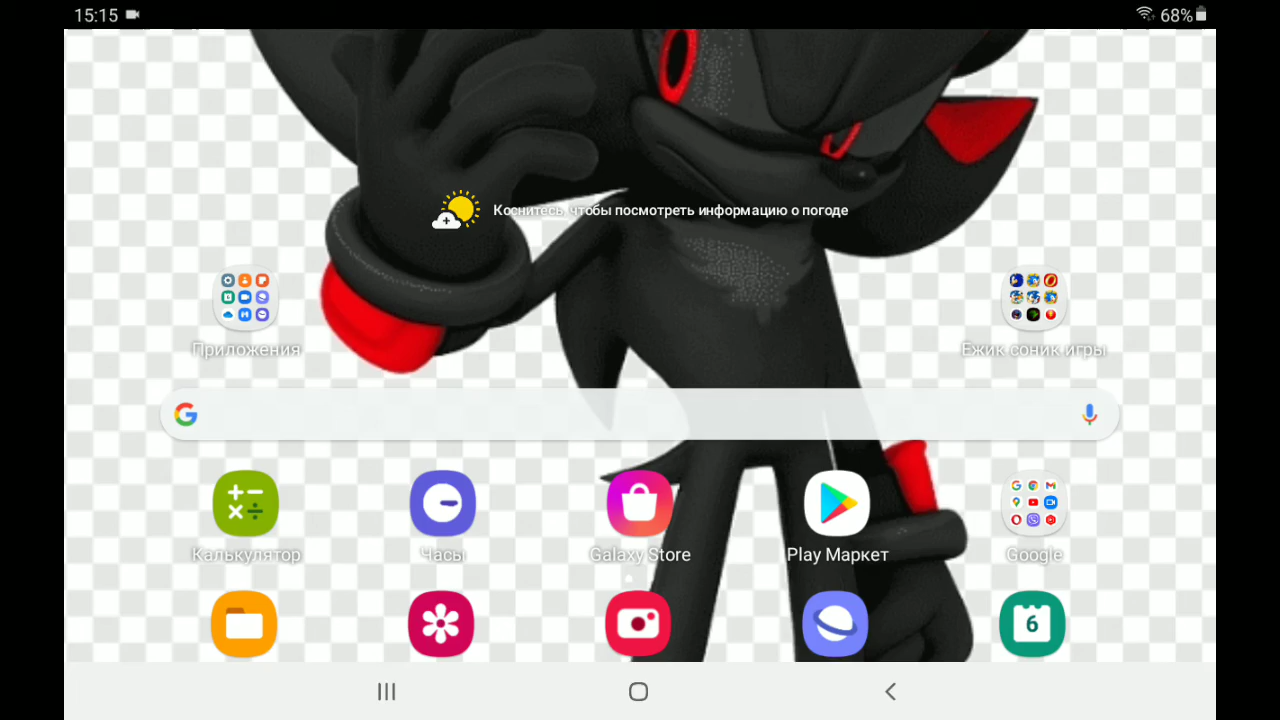 15:15
68%
Коснитесь, чтобы посмотреть информацию о погоде
Приложения
Ежик соник игры
Калькулятор
Часы
Galaxy Store
Play Маркет
Google
6